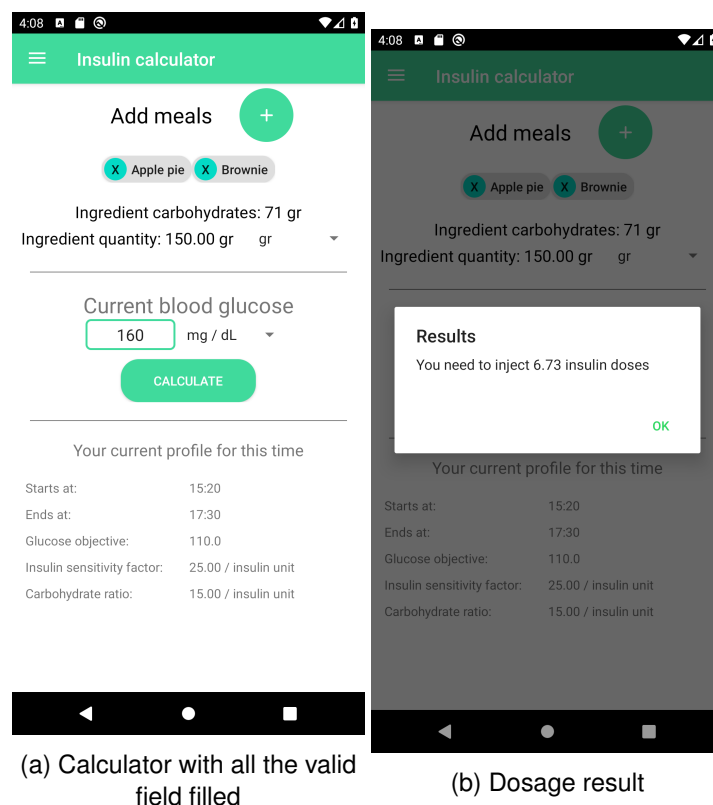 4:08
Insulin calculator
Add meals +
X Apple pie X Brownie
Ingredient carbohydrates: 71 gr
Ingredient quantity: 150.00 gr gr
Current blood glucose
160 mg / dL
CALCULATE
Your current profile for this time
Starts at: 15:20
Ends at: 17:30
Glucose objective: 110.0
Insulin sensitivity factor: 25.00 / insulin unit
Carbohydrate ratio: 15.00 / insulin unit
(a) Calculator with all the valid
field filled
4:08
Insulin calculator
Add meals +
X Apple pie X Brownie
Ingredient carbohydrates: 71 gr
Ingredient quantity: 150.00 gr gr
Results
You need to inject 6.73 insulin doses
OK
Your current profile for this time
Starts at: 15:20
Ends at: 17:30
Glucose objective: 110.0
Insulin sensitivity factor: 25.00 / insulin unit
Carbohydrate ratio: 15.00 / insulin unit
(b) Dosage result